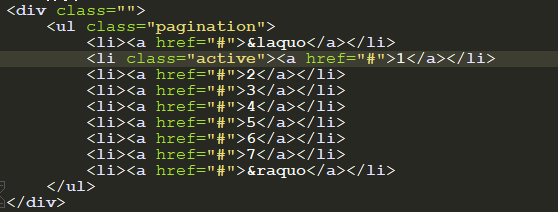 <div class="">
<ul class="pagination">
<li><a href="#">&laquo</a></li>
<li class="active"><a href="#">1</a></li>
<li><a href="#">2</a></li>
<li><a href="#">3</a></li>
<li><a href="#">4</a></li>
<li><a href="#">5</a></li>
<li><a href="#">6</a></li>
<li><a href="#">7</a></li>
<li><a href="#">&raquo</a></li>
</ul>
</div>